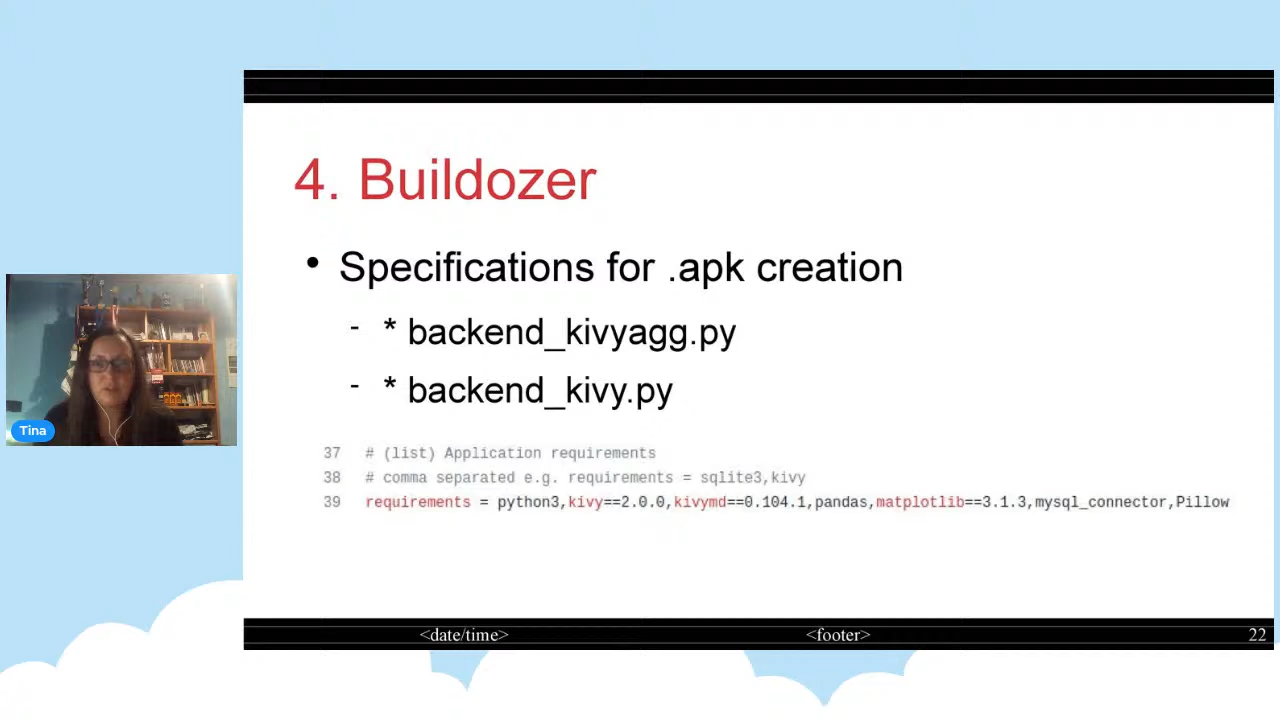 4. Buildozer
• Specifications for .apk creation
- * backend_kivyagg.py
- * backend_kivy.py
37 # (list) Application requirements
38 # comma separated e.g. requirements = sqlite3,kivy
39 requirements = python3,kivy==2.0.0,kivymd==0.104.1,pandas,matplotlib==3.1.3,mysql_connector,Pillow
Tina
<date/time> <footer> 22